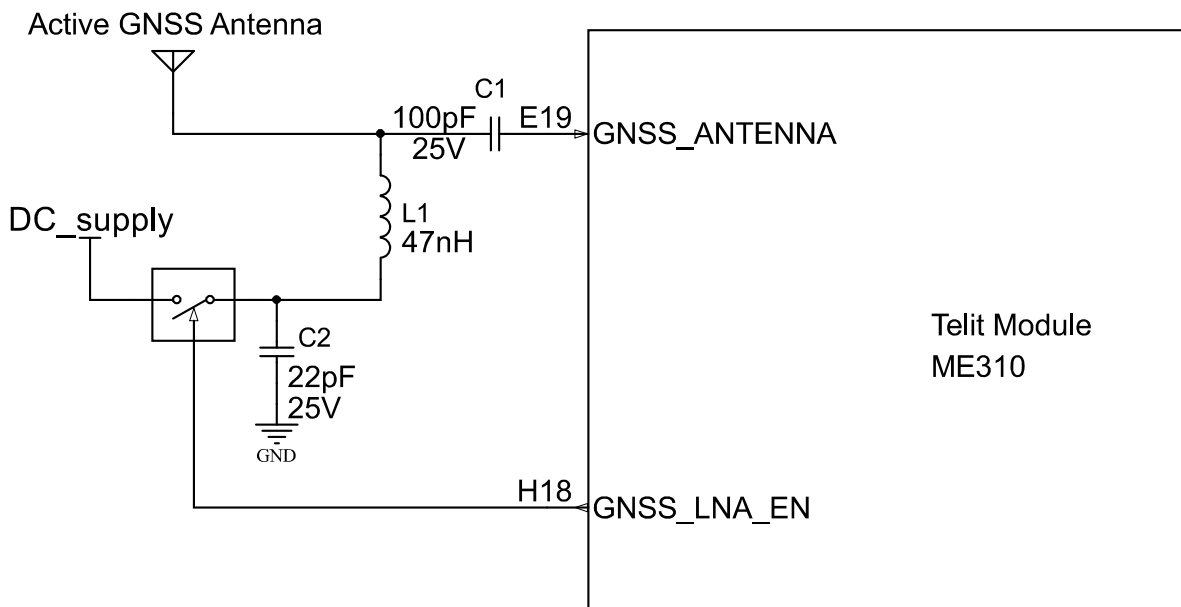 Active GNSS Antenna
C1
100pF
25V
E19
GNSS_ANTENNA
DC_supply
L1
47nH
C2
22pF
25V
GND
Telit Module
ME310
H18
GNSS_LNA_EN